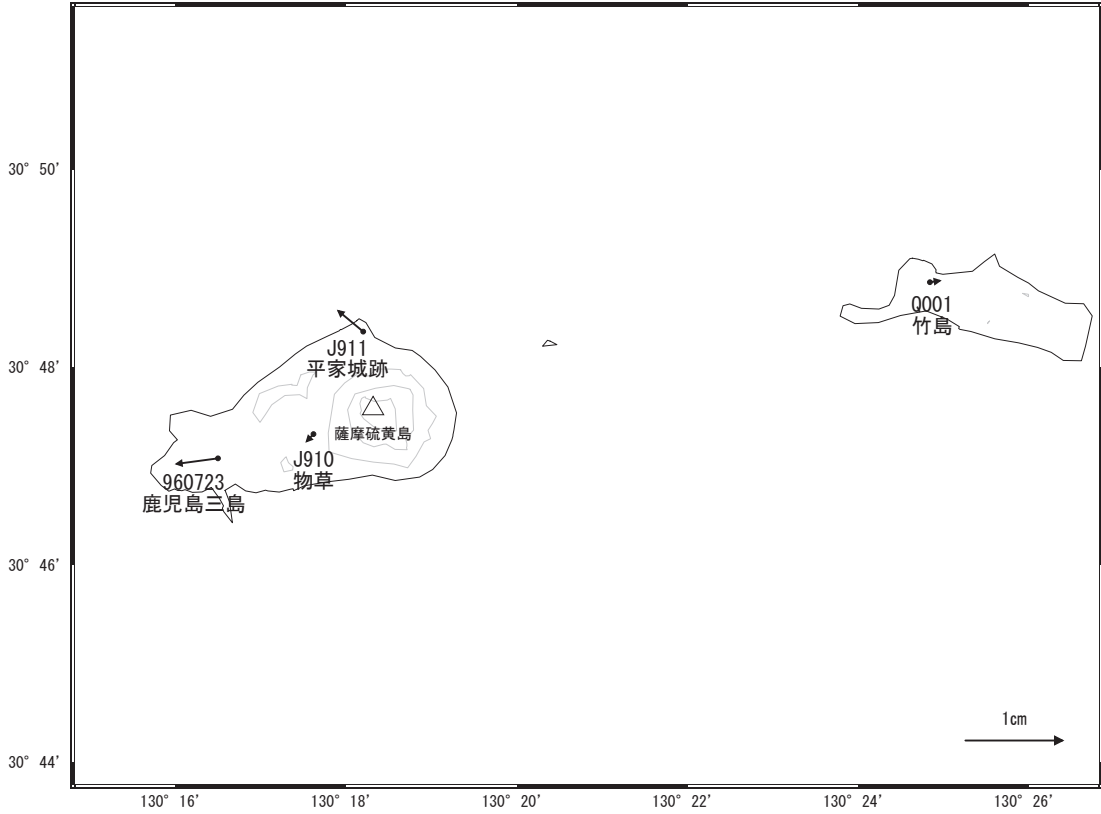 30° 50'
30° 48'
30° 46'
30° 44'
Q001
竹島
J911
平家城跡
薩摩硫黄島
J910
物草
960723
鹿児島三島
1cm
130° 16'
130° 18'
130° 20'
130° 22'
130° 24'
130° 26'